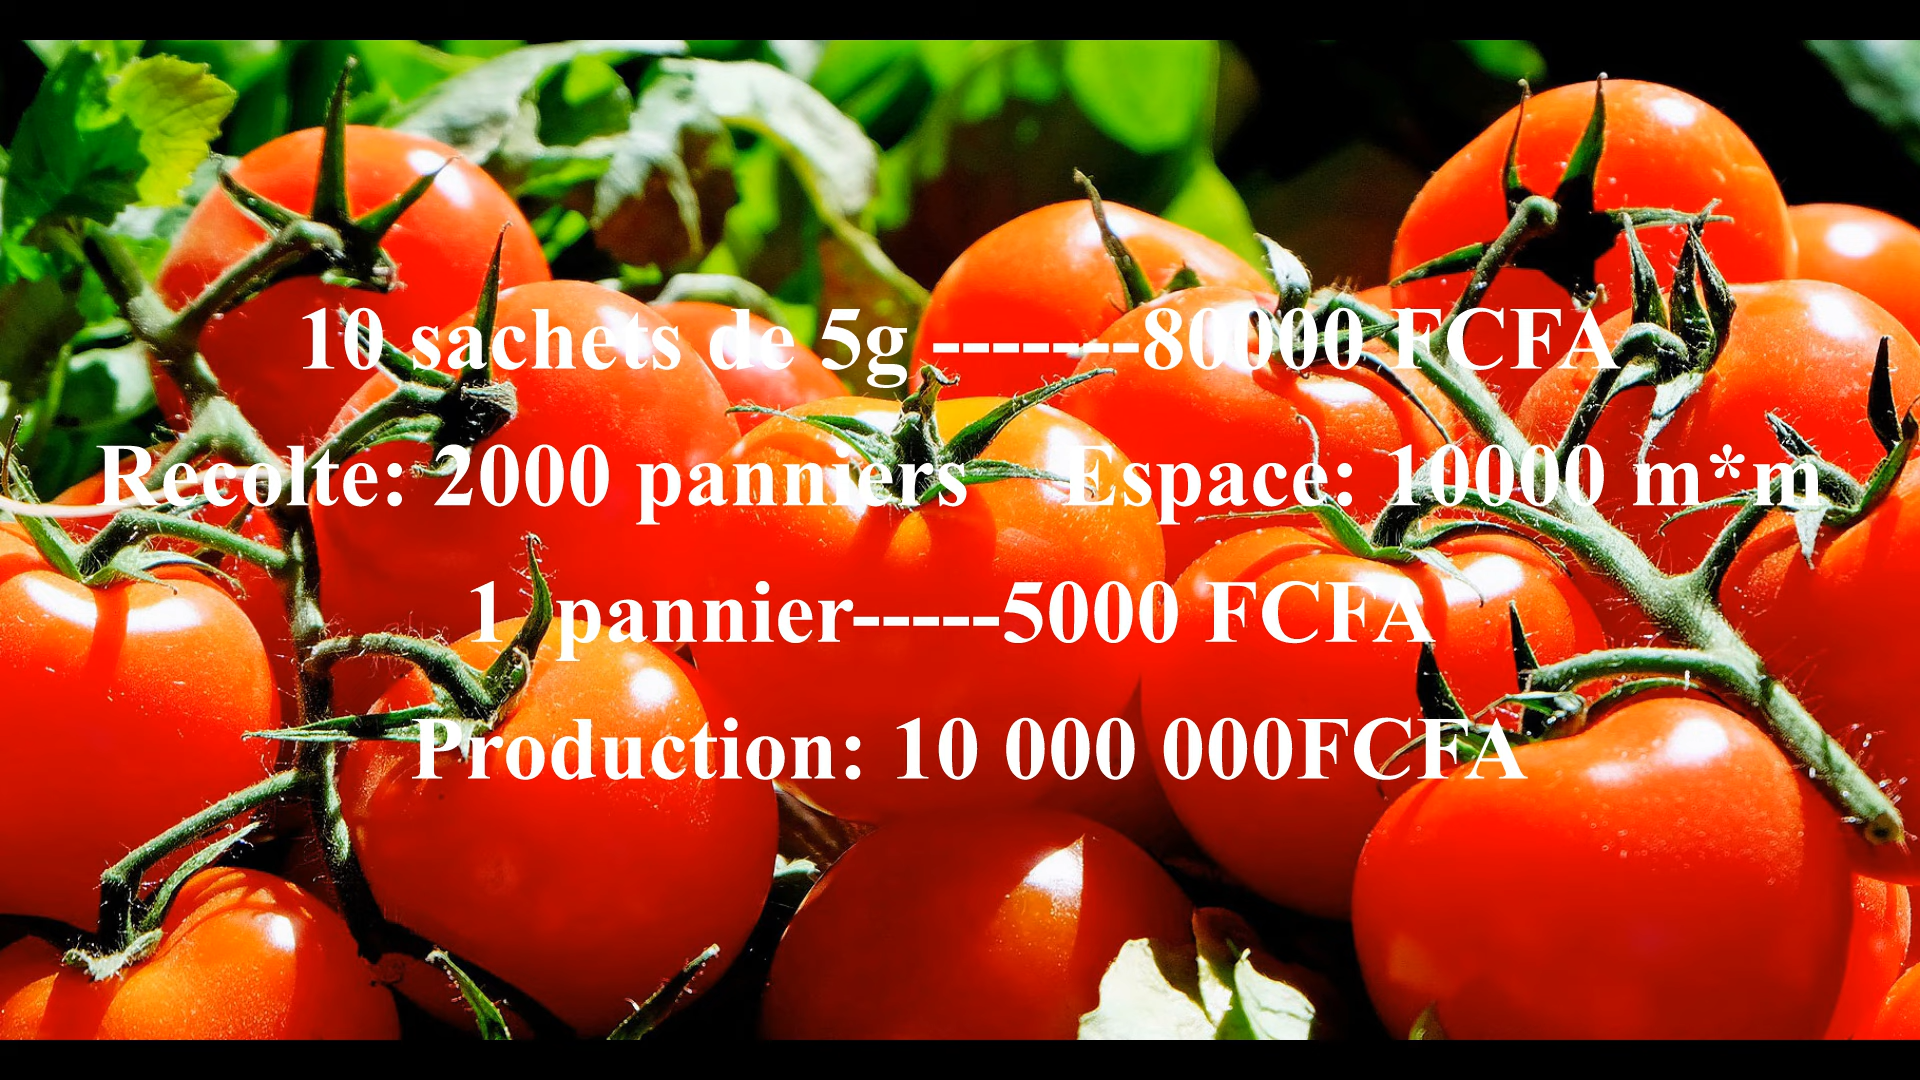 10 sachets de 5g -------80000 FCFA
Recolte: 2000 panniers Espace: 10000 m*m
1 pannier-----5000 FCFA
Production: 10 000 000FCFA